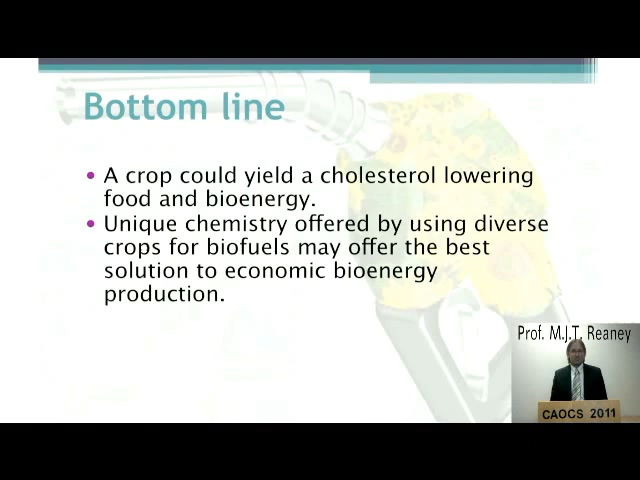 Bottom line
• A crop could yield a cholesterol lowering
food and bioenergy.
• Unique chemistry offered by using diverse
crops for biofuels may offer the best
solution to economic bioenergy
production.
Prof. M.J.T. Reaney
CAOCS 2011